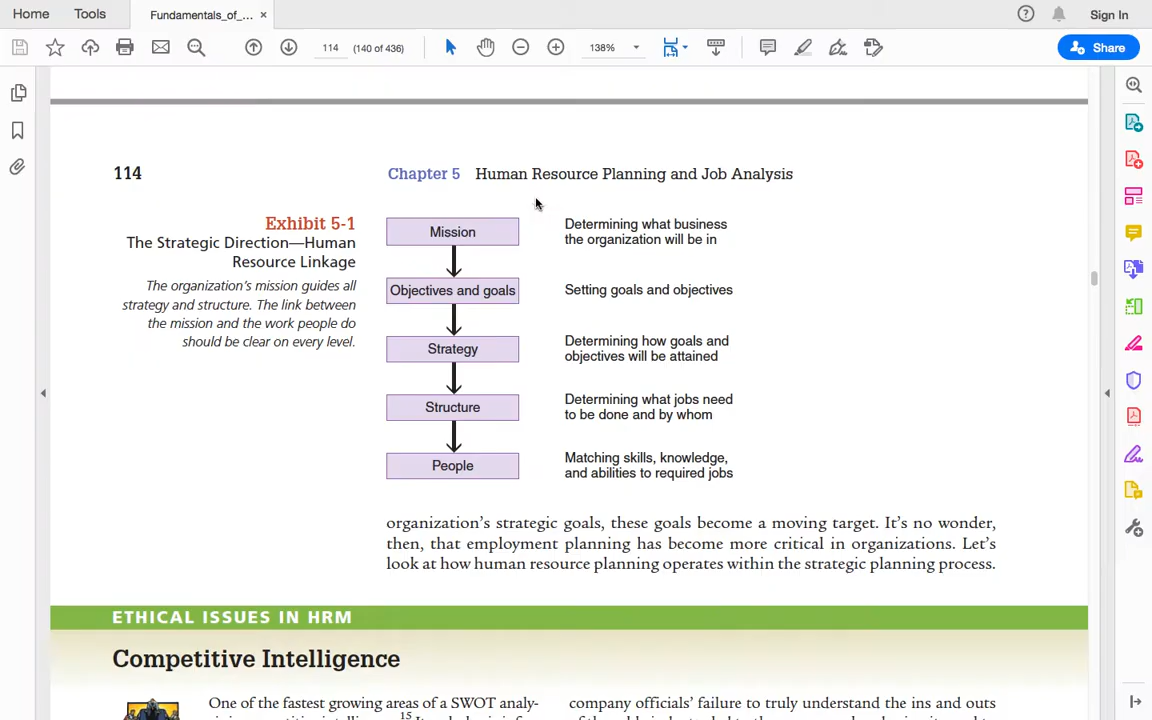 Home
Tools
Fundamentals_of_... ×
Sign In
114
(140 of 436)
138%
Share
114
Chapter 5 Human Resource Planning and Job Analysis
Exhibit 5-1
The Strategic Direction—Human
Resource Linkage
The organization's mission guides all
strategy and structure. The link between
the mission and the work people do
should be clear on every level.
Mission
Determining what business
the organization will be in
Objectives and goals
Setting goals and objectives
Strategy
Determining how goals and
objectives will be attained
Structure
Determining what jobs need
to be done and by whom
People
Matching skills, knowledge,
and abilities to required jobs
organization's strategic goals, these goals become a moving target. It's no wonder,
then, that employment planning has become more critical in organizations. Let's
look at how human resource planning operates within the strategic planning process.
ETHICAL ISSUES IN HRM
Competitive Intelligence
One of the fastest growing areas of a SWOT analy-
15
company officials' failure to truly understand the ins and outs